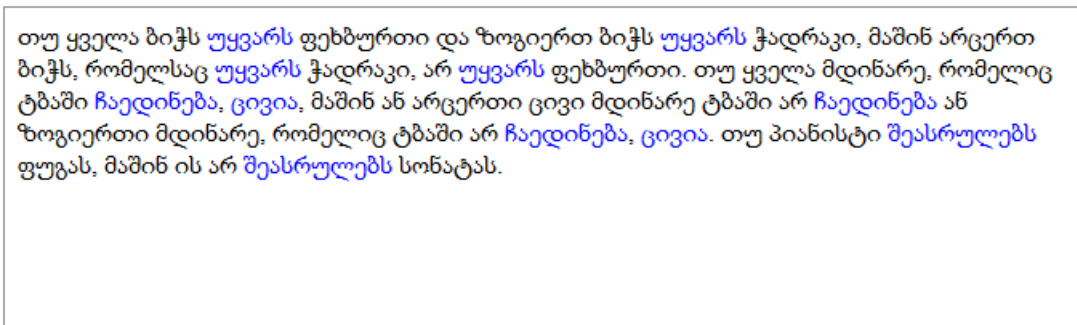 თუ ყველა ბიჭს უყვარს ფეხბურთი და ზოგიერთ ბიჭს უყვარს ჭადრაკი, მაშინ არცერთ
ბიჭს, რომელსაც უყვარს ჭადრაკი, არ უყვარს ფეხბურთი. თუ ყველა მდინარე, რომელიც
ტბაში ჩაედინება, ცივია, მაშინ ან არცერთი ცივი მდინარე ტბაში არ ჩაედინება ან
ზოგიერთი მდინარე, რომელიც ტბაში არ ჩაედინება, ცივია. თუ პიანისტი შეასრულებს
ფუგას, მაშინ ის არ შეასრულებს სონატას.